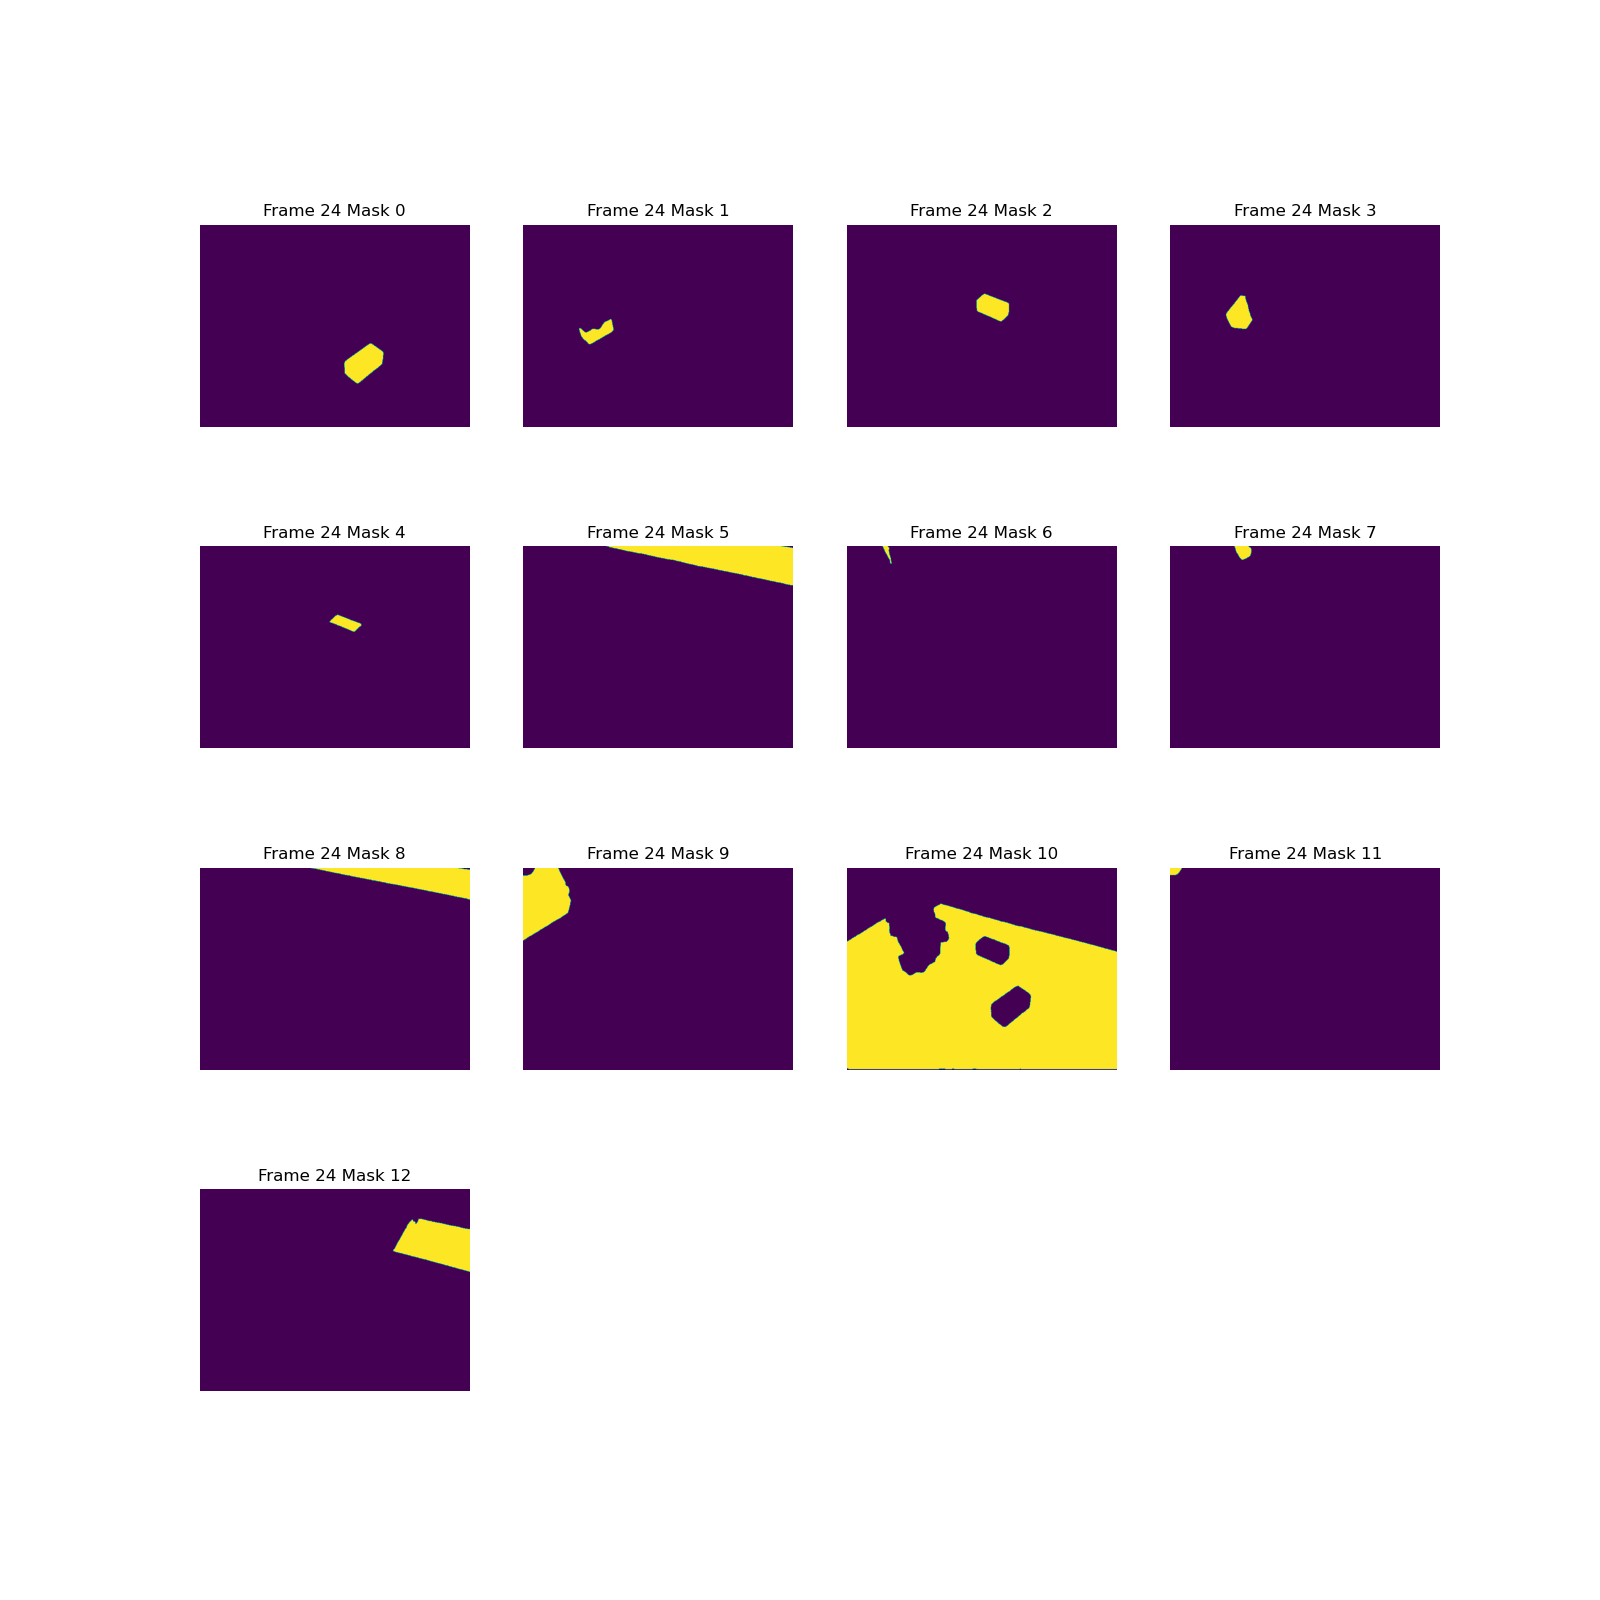 Frame 24 Mask 0
Frame 24 Mask 1
Frame 24 Mask 2
Frame 24 Mask 3
Frame 24 Mask 4
Frame 24 Mask 5
Frame 24 Mask 6
Frame 24 Mask 7
Frame 24 Mask 8
Frame 24 Mask 9
Frame 24 Mask 10
Frame 24 Mask 11
Frame 24 Mask 12